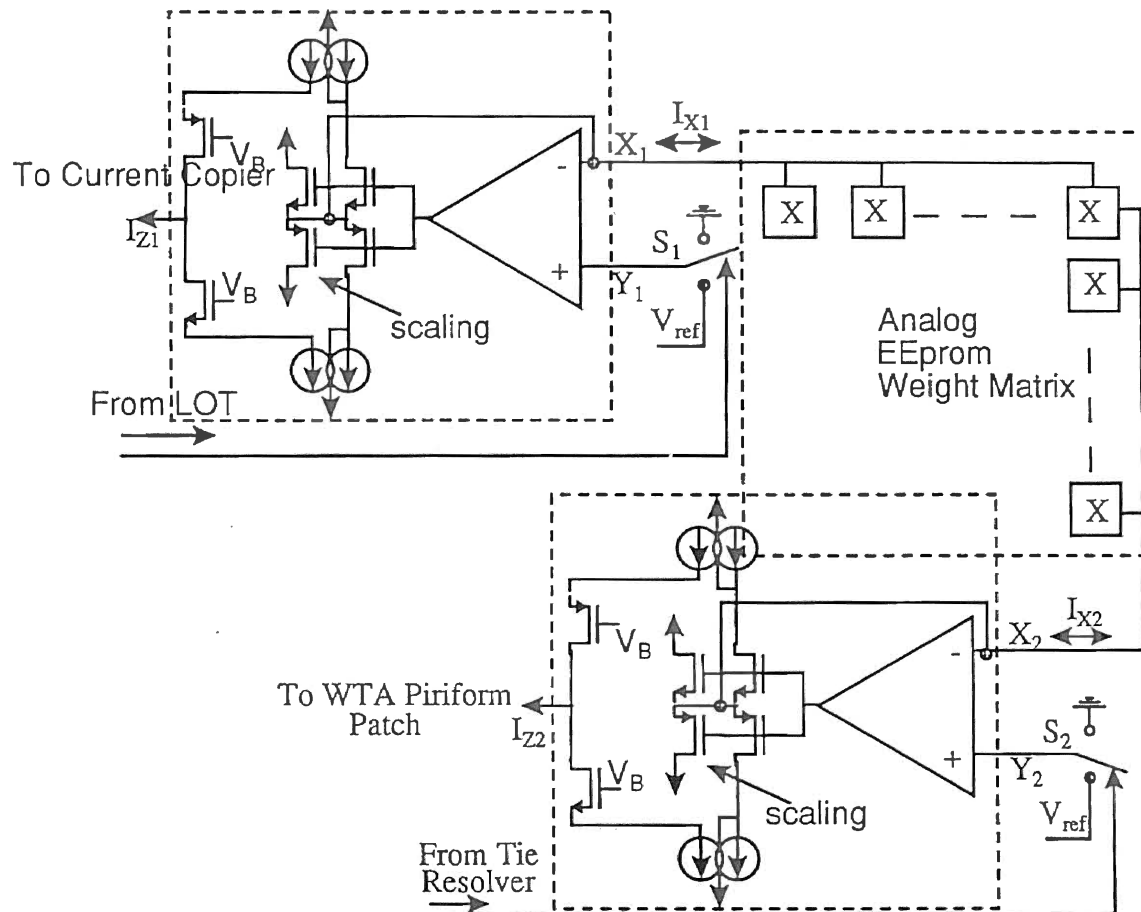 V_B
To Current Copier
I_Z1
V_B
scaling
-
+
X_1
I_X1
S_1
Y_1
V_ref
From LOT
X
X
X
X
X
Analog
EEprom
Weight Matrix
V_B
To WTA Piriform
Patch
I_Z2
V_B
scaling
-
+
X_2
I_X2
S_2
Y_2
V_ref
From Tie
Resolver